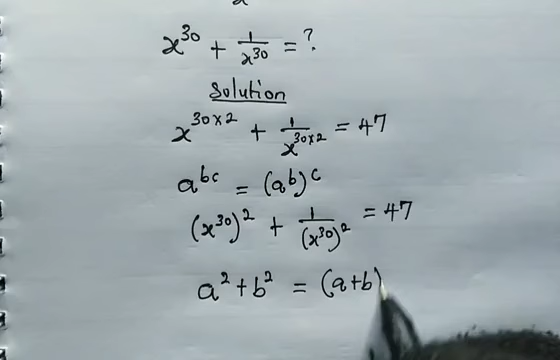 x
x^30 + 1/x^30 = ?
Solution
x^30×2 + 1/x^30×2 = 47
a^bc = (a^b)^c
(x^30)^2 + 1/(x^30)^2 = 47
a^2 + b^2 = (a+b)